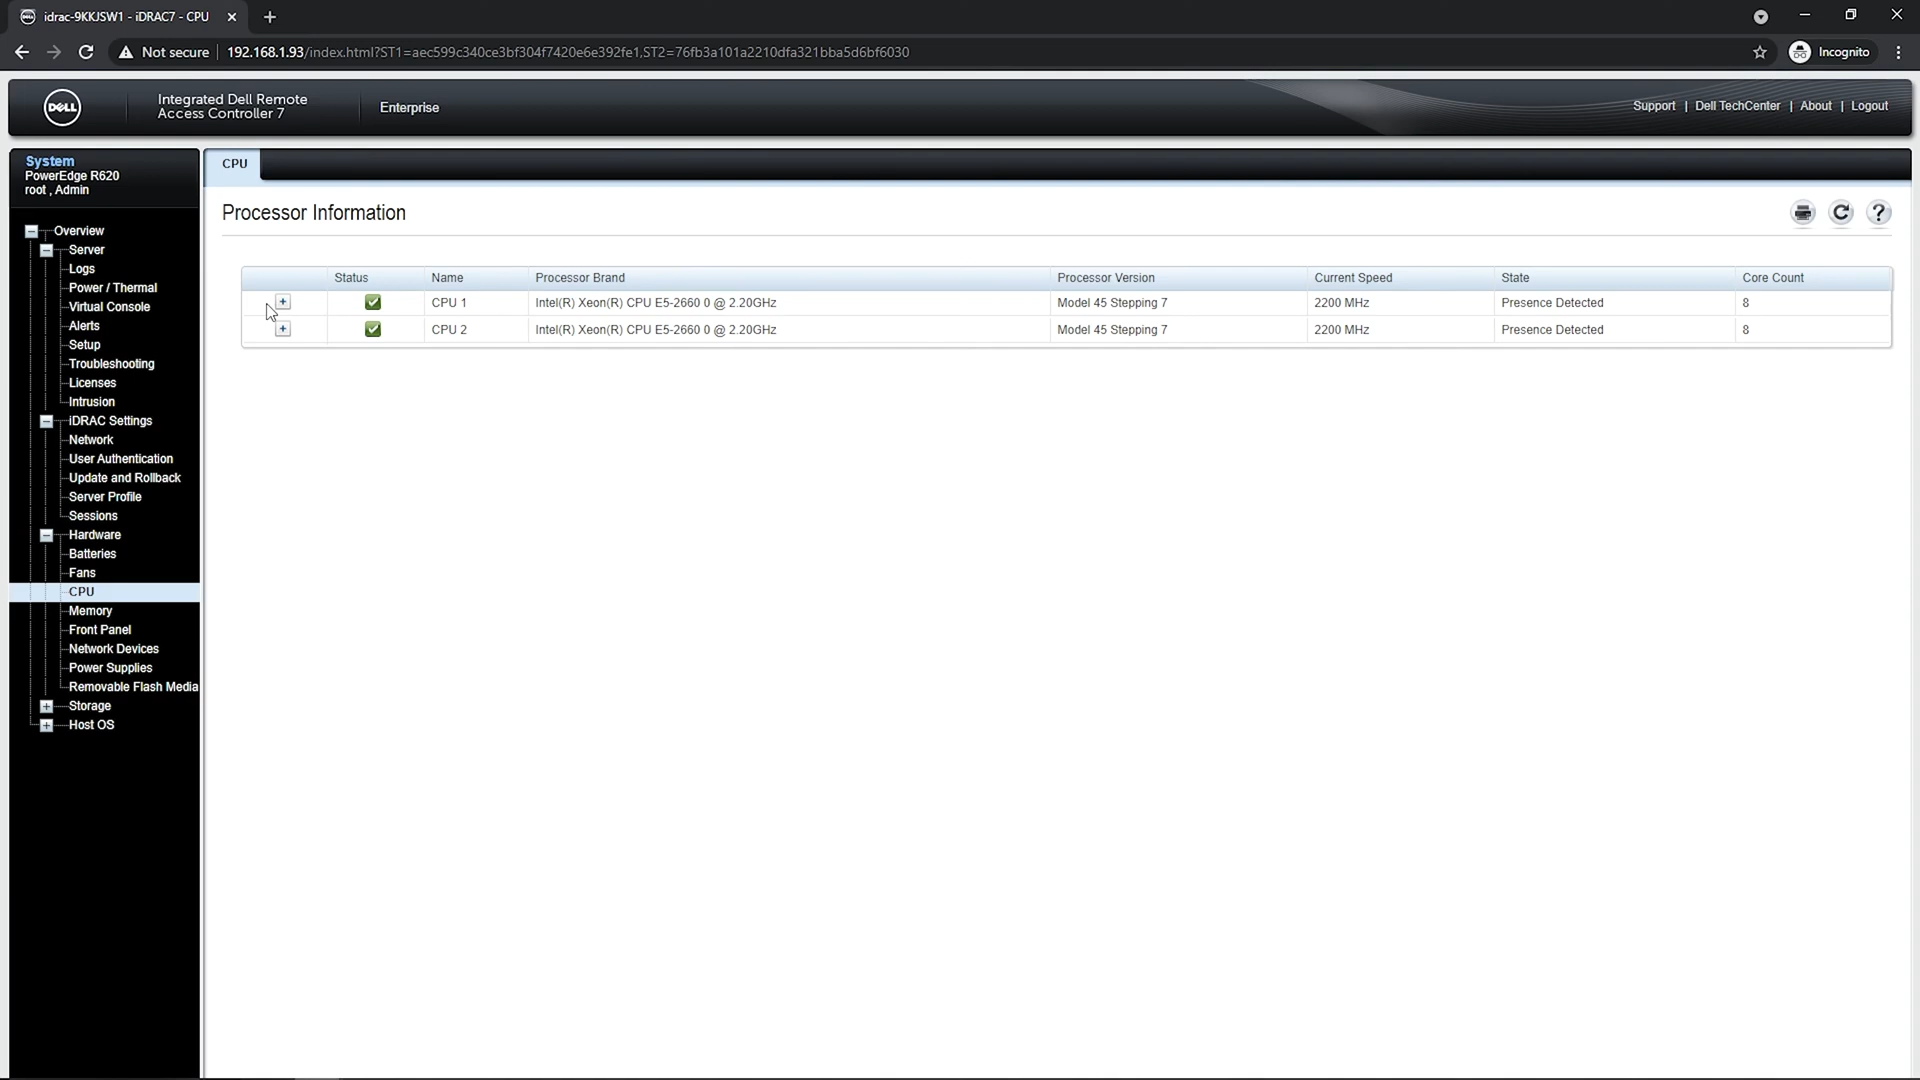 idrac-9KKJSW1 - iDRAC7 - CPU
Not secure
192.168.1.93/index.html?ST1=aec599c340ce3bf304f7420e6e392fe1,ST2=76fb3a101a2210dfa321bba5d6bf6030
Incognito
DELL
Integrated Dell Remote
Access Controller 7
Enterprise
Support | Dell TechCenter | About | Logout
System
PowerEdge R620
root , Admin
Overview
Server
Logs
Power / Thermal
Virtual Console
Alerts
Setup
Troubleshooting
Licenses
Intrusion
iDRAC Settings
Network
User Authentication
Update and Rollback
Server Profile
Sessions
Hardware
Batteries
Fans
CPU
Memory
Front Panel
Network Devices
Power Supplies
Removable Flash Media
Storage
Host OS
CPU
Processor Information
Status Name Processor Brand Processor Version Current Speed State Core Count
CPU 1 Intel(R) Xeon(R) CPU E5-2660 0 @ 2.20GHz Model 45 Stepping 7 2200 MHz Presence Detected 8
CPU 2 Intel(R) Xeon(R) CPU E5-2660 0 @ 2.20GHz Model 45 Stepping 7 2200 MHz Presence Detected 8